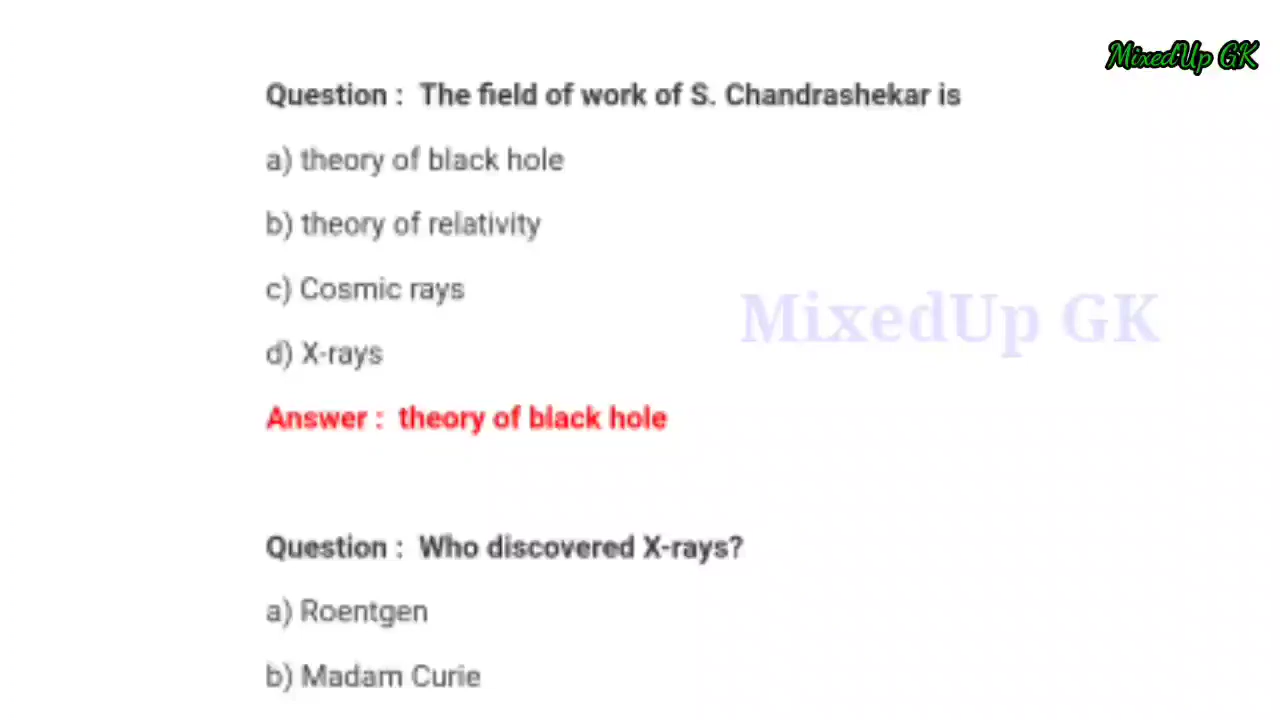 MixedUp GK
Question : The field of work of S. Chandrashekar is
a) theory of black hole
b) theory of relativity
c) Cosmic rays
MixedUp GK
d) X-rays
Answer : theory of black hole
Question : Who discovered X-rays?
a) Roentgen
b) Madam Curie